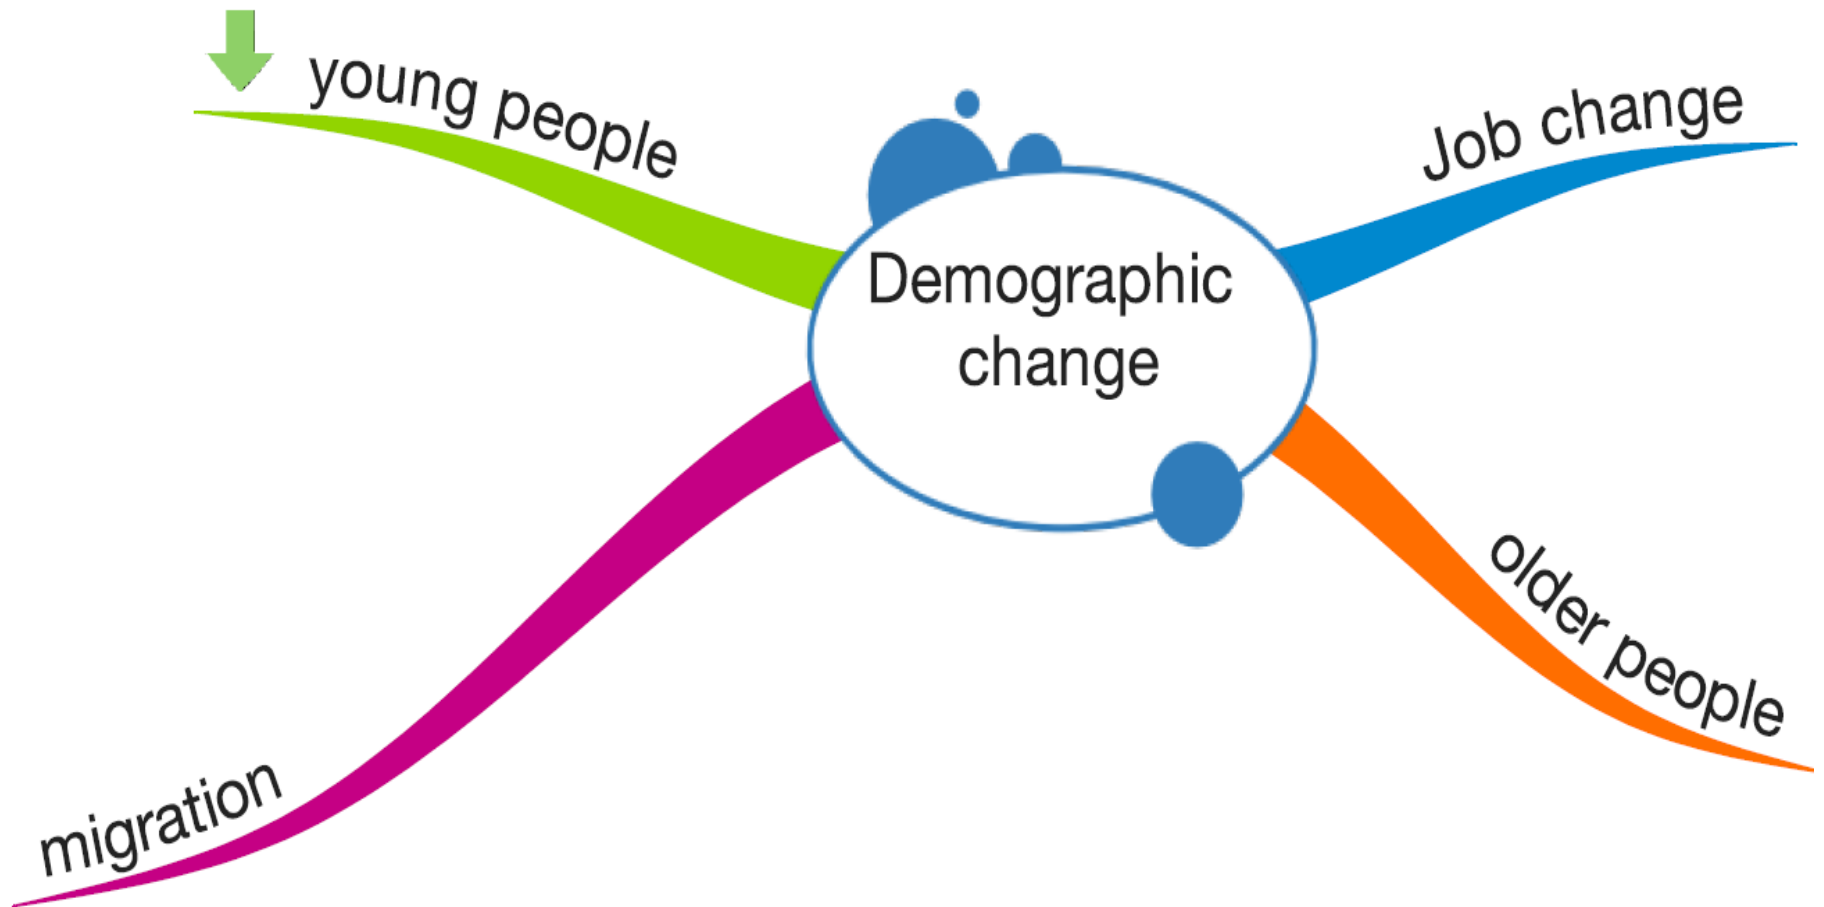 young people
Job change
Demographic
change
older people
migration